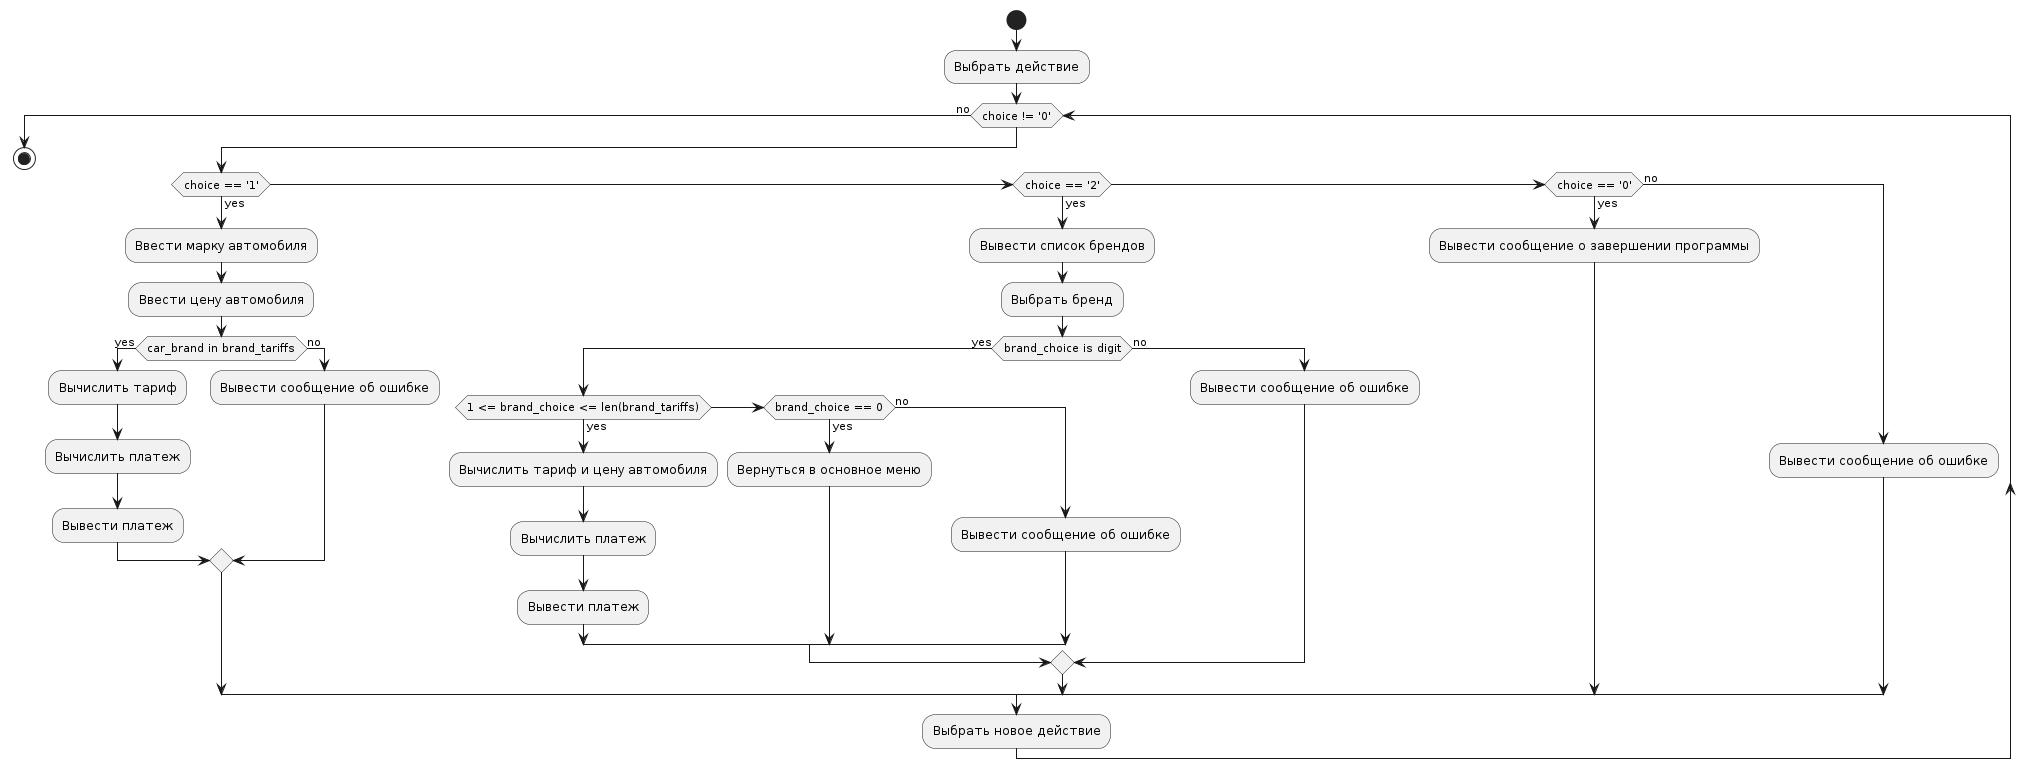 Выбрать действие
no
choice != '0'
choice == '1'
choice == '2'
choice == '0'
no
yes
yes
yes
Ввести марку автомобиля
Вывести список брендов
Вывести сообщение о завершении программы
Ввести цену автомобиля
Выбрать бренд
yes
car_brand in brand_tariffs
no
yes
brand_choice is digit
no
Вычислить тариф
Вывести сообщение об ошибке
Вывести сообщение об ошибке
1 <= brand_choice <= len(brand_tariffs)
brand_choice == 0
no
yes
yes
Вычислить платеж
Вычислить тариф и цену автомобиля
Вернуться в основное меню
Вывести сообщение об ошибке
Вывести платеж
Вычислить платеж
Вывести сообщение об ошибке
Вывести платеж
Выбрать новое действие